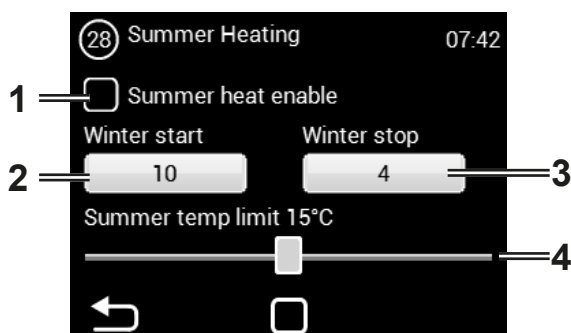 28 Summer Heating 07:42
1 Summer heat enable
Winter start Winter stop
2 10 4 3
Summer temp limit 15°C
4